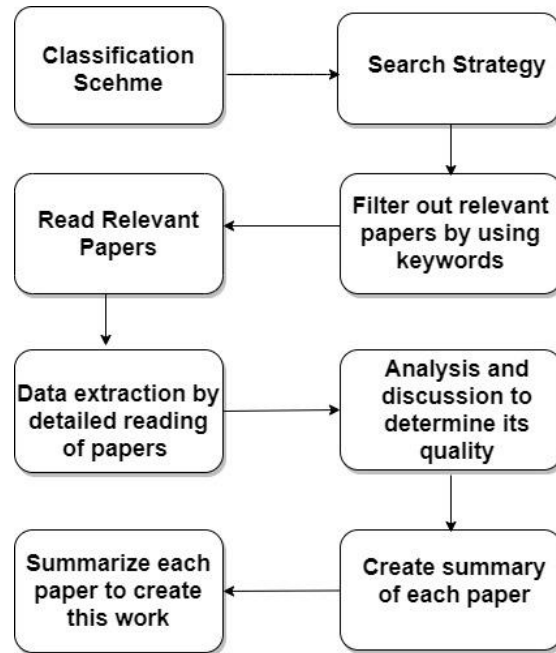 Classification
Scehme
Search Strategy
Filter out relevant
papers by using
keywords
Read Relevant
Papers
Data extraction by
detailed reading
of papers
Analysis and
discussion to
determine its
quality
Create summary
of each paper
Summarize each
paper to create
this work